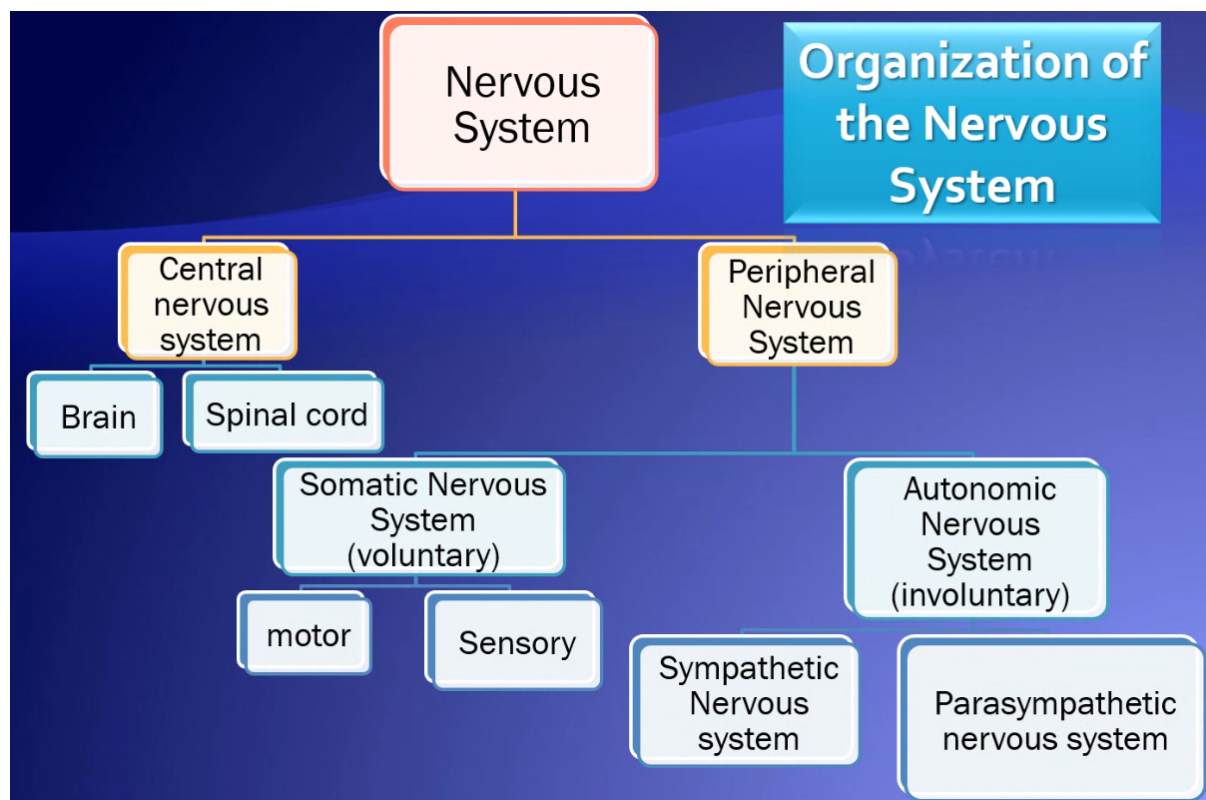 Organization of
the Nervous
System
Nervous
System
Central
nervous
system
Peripheral
Nervous
System
Brain
Spinal cord
Somatic Nervous
System
(voluntary)
Autonomic
Nervous
System
(involuntary)
motor
Sensory
Sympathetic
Nervous
system
Parasympathetic
nervous system